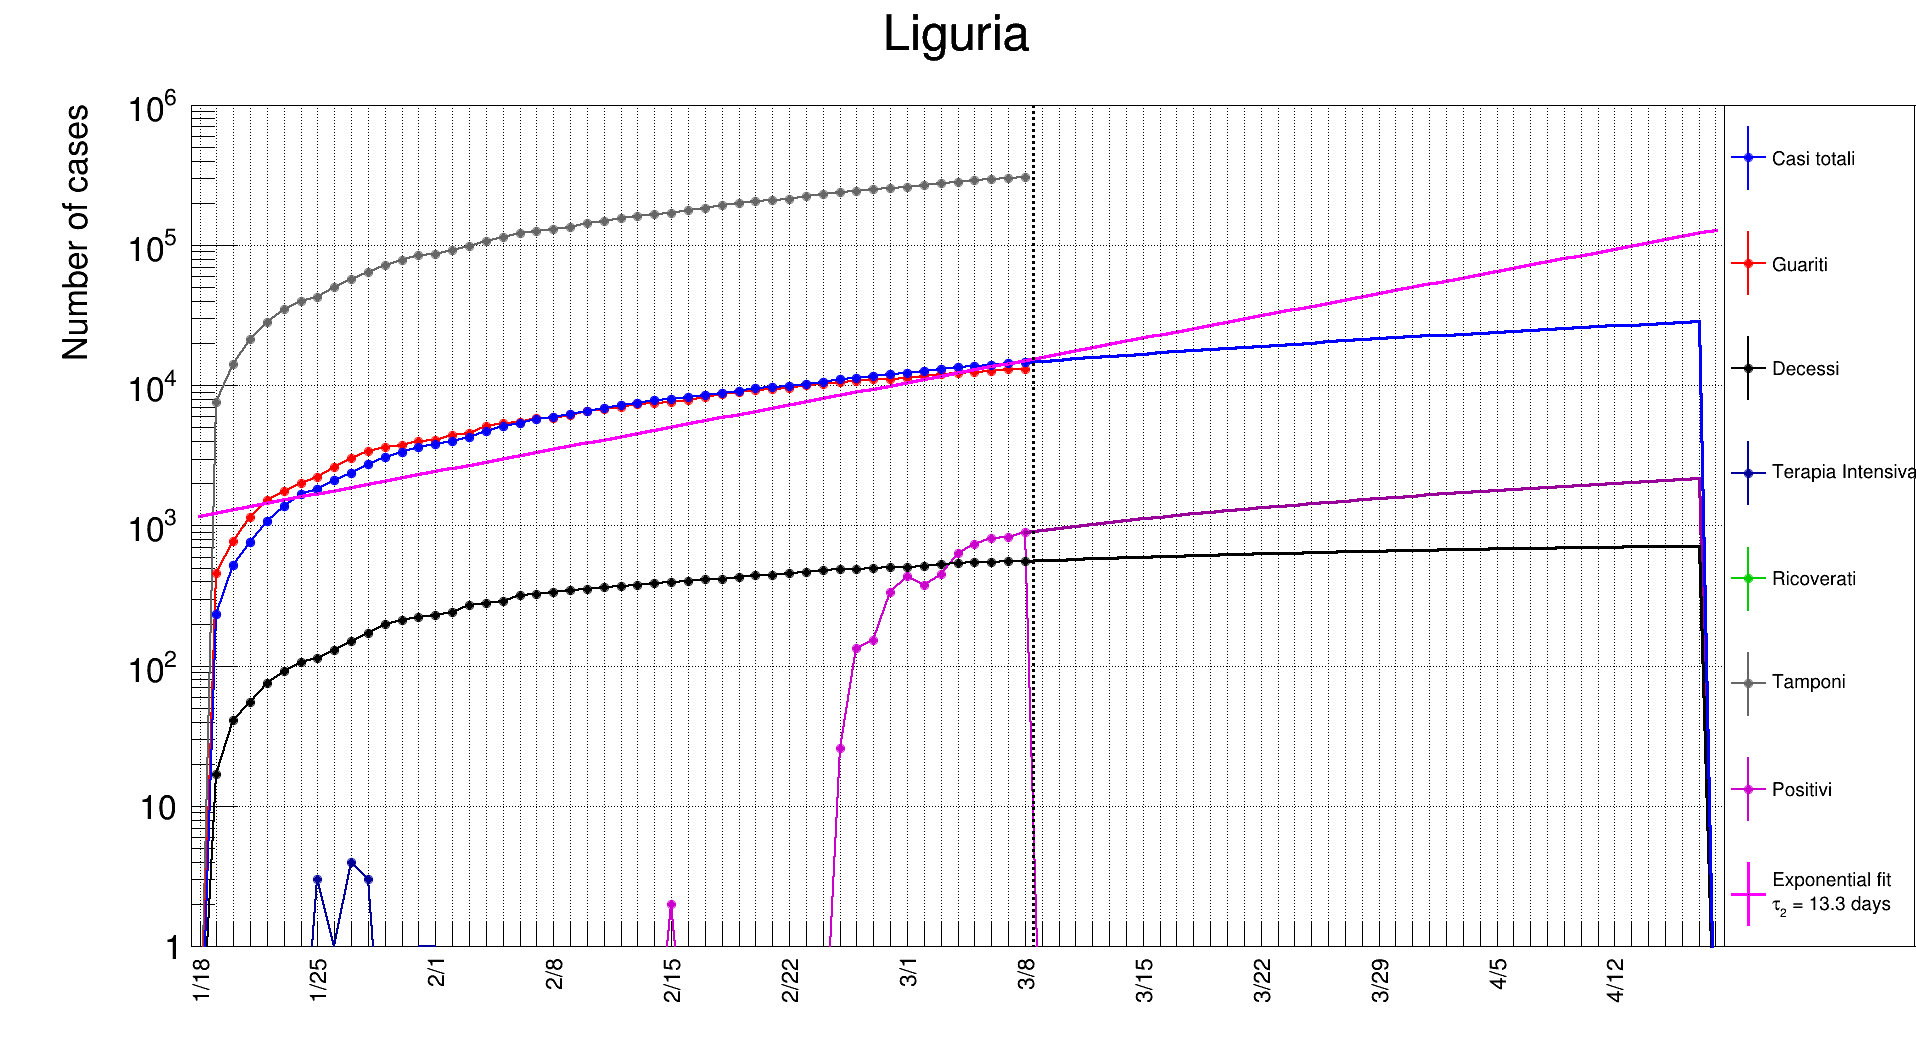 Liguria
Number of cases
10^6
10^5
10^4
10^3
10^2
10
1
1/18 1/25 2/1 2/8 2/15 2/22 3/1 3/8 3/15 3/22 3/29 4/5 4/12
Casi totali
Guariti
Decessi
Terapia Intensiva
Ricoverati
Tamponi
Positivi
Exponential fit
τ₂ = 13.3 days